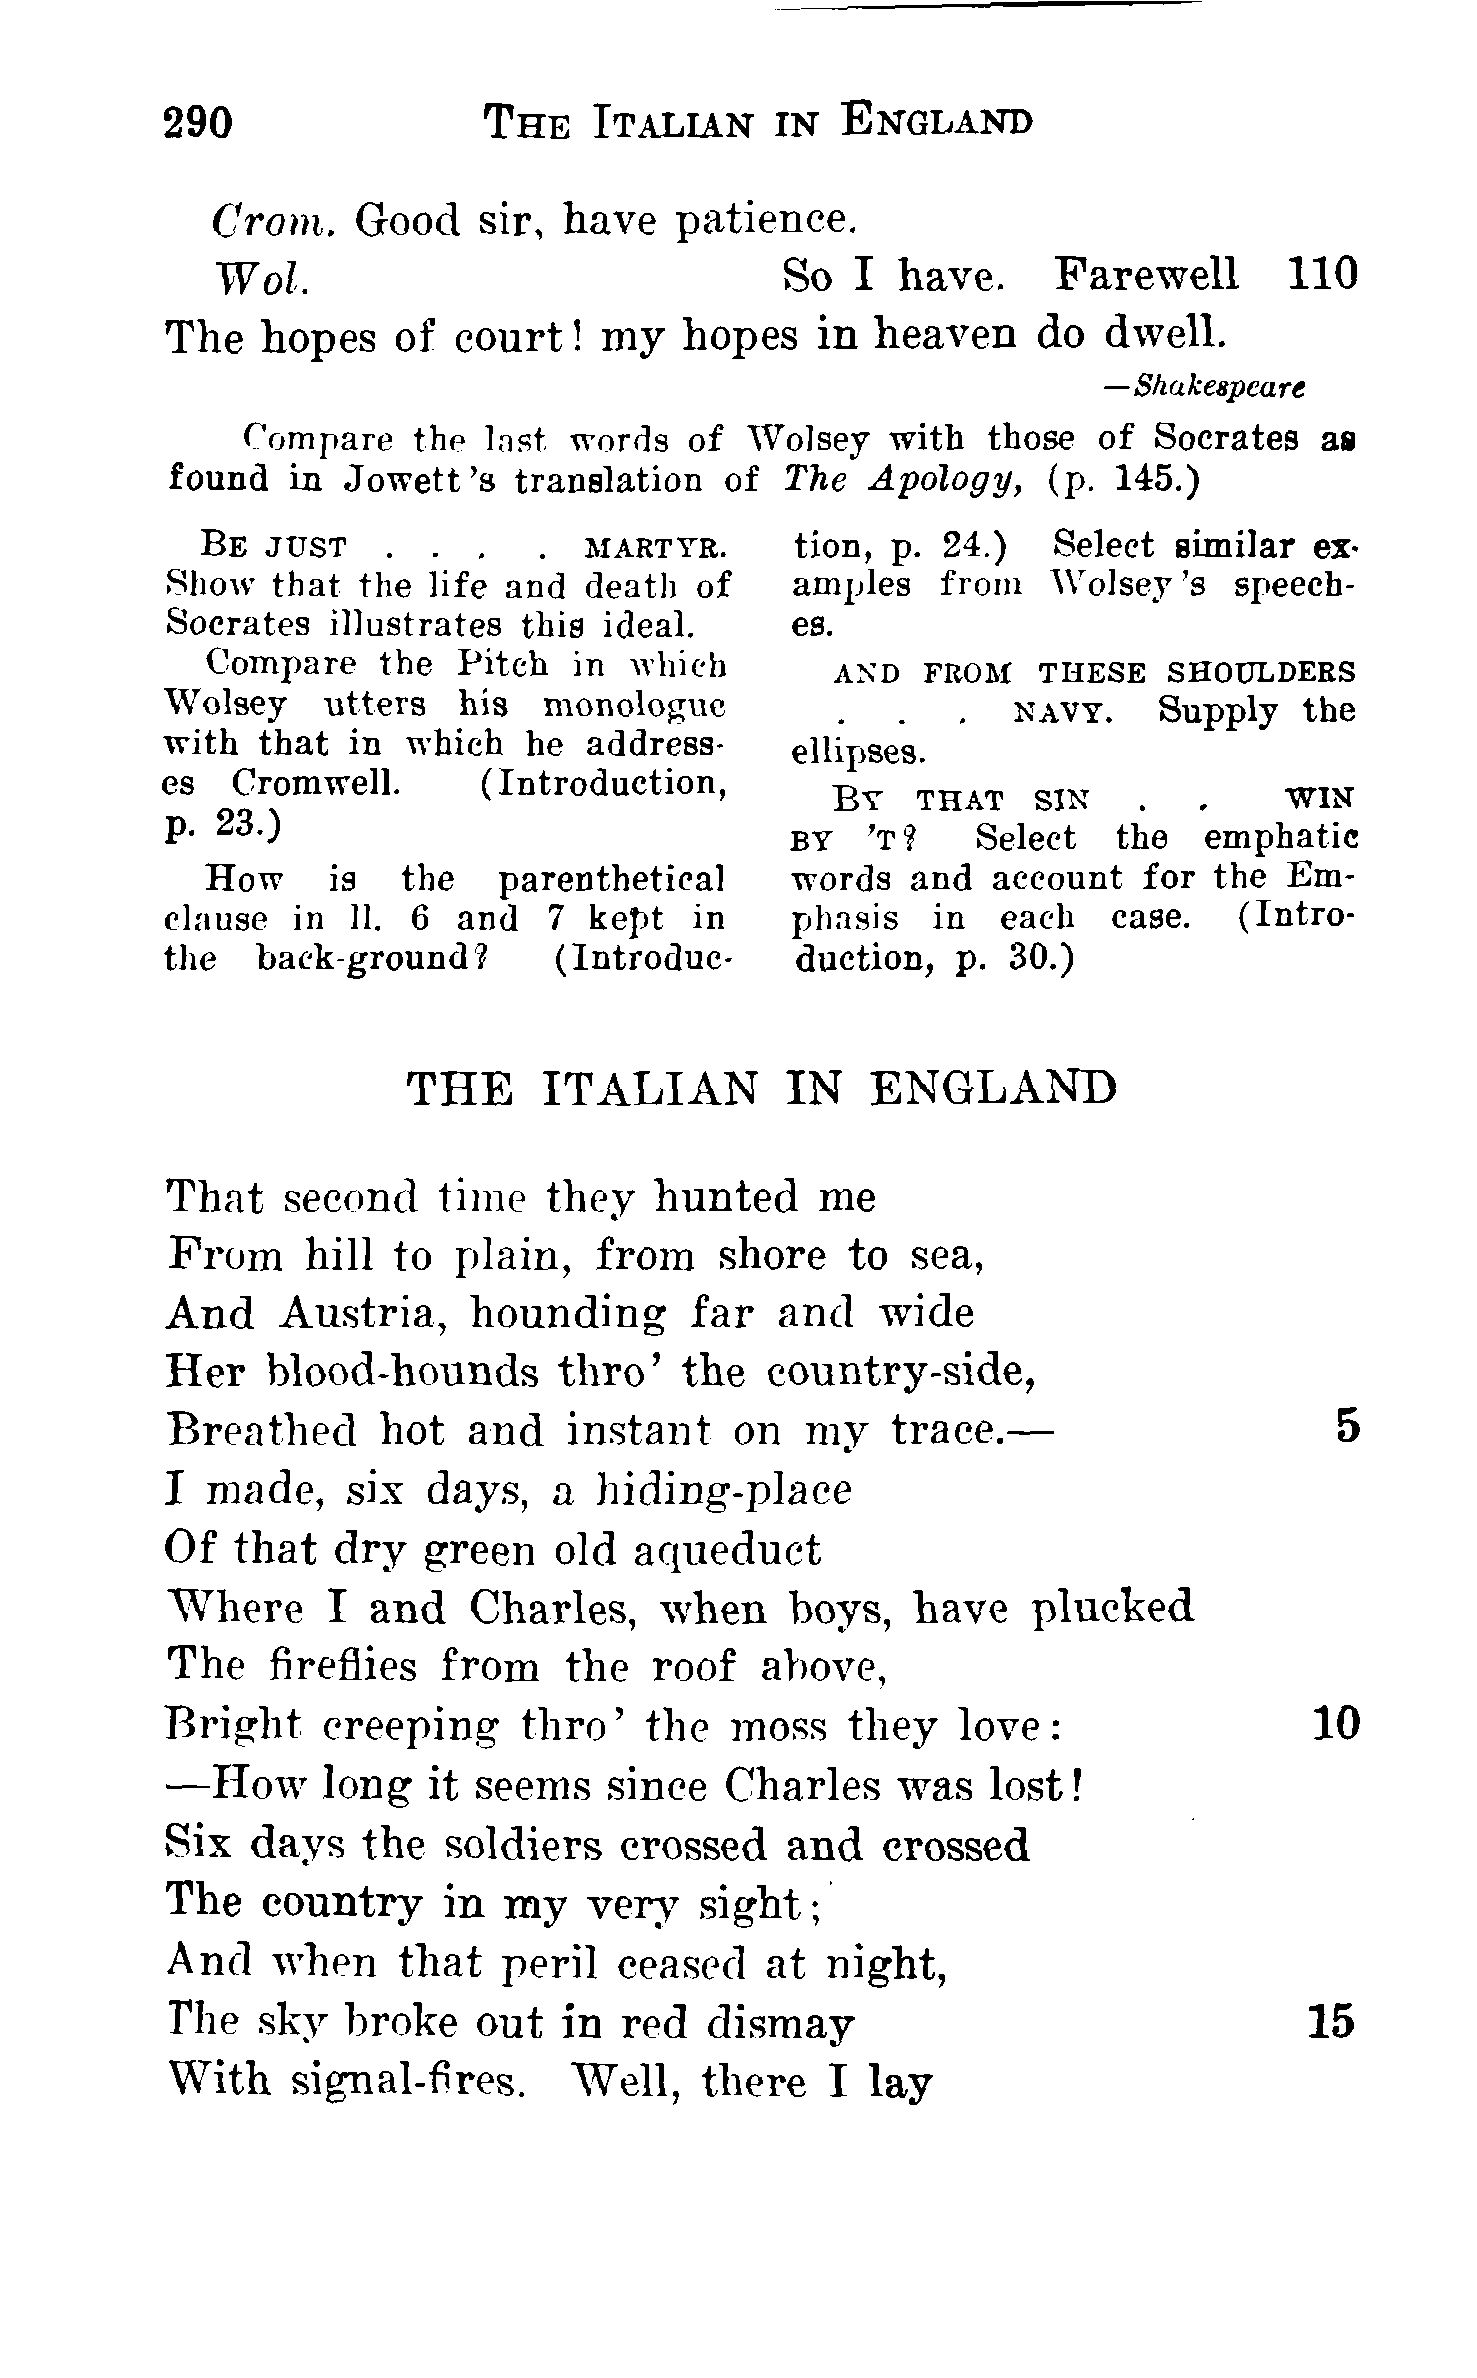 290 THE ITALIAN IN ENGLAND
Crom. Good sir, have patience.
Wol. So I have. Farewell 110
The hopes of court! my hopes in heaven do dwell.
—Shakespeare
Compare the last words of Wolsey with those of Socrates as
found in Jowett's translation of The Apology, (p. 145.)
BE JUST . . . . MARTYR.
Show that the life and death of
Socrates illustrates this ideal.
Compare the Pitch in which
Wolsey utters his monologue
with that in which he address-
es Cromwell. (Introduction,
p. 23.)
How is the parenthetical
clause in ll. 6 and 7 kept in
the back-ground? (Introduc-
tion, p. 24.) Select similar ex-
amples from Wolsey's speech-
es.
AND FROM THESE SHOULDERS
. . . NAVY. Supply the
ellipses.
BY THAT SIN . . WIN
BY 'T? Select the emphatic
words and account for the Em-
phasis in each case. (Intro-
duction, p. 30.)
THE ITALIAN IN ENGLAND
That second time they hunted me
From hill to plain, from shore to sea,
And Austria, hounding far and wide
Her blood-hounds thro' the country-side,
Breathed hot and instant on my trace.— 5
I made, six days, a hiding-place
Of that dry green old aqueduct
Where I and Charles, when boys, have plucked
The fireflies from the roof above,
Bright creeping thro' the moss they love: 10
—How long it seems since Charles was lost!
Six days the soldiers crossed and crossed
The country in my very sight;
And when that peril ceased at night,
The sky broke out in red dismay 15
With signal-fires. Well, there I lay